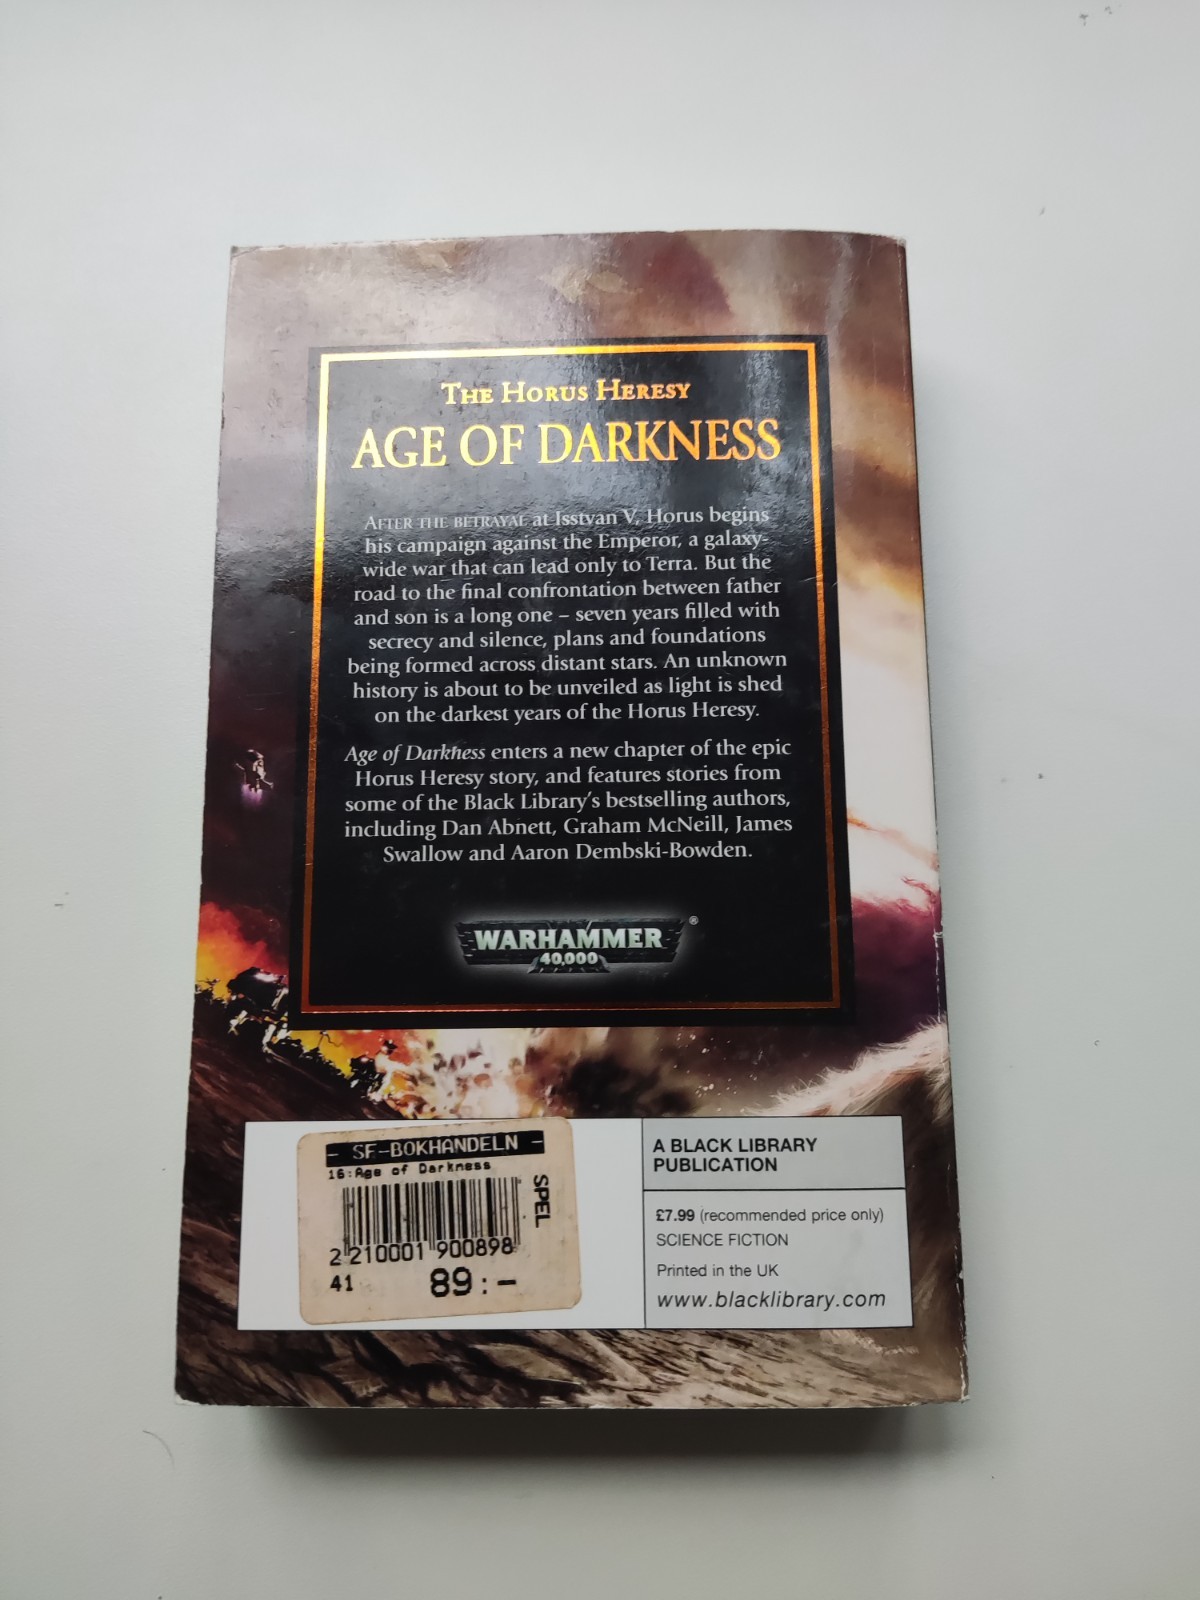 THE HORUS HERESY
AGE OF DARKNESS
AFTER THE BETRAYAL at Isstvan V, Horus begins
his campaign against the Emperor, a galaxy-
wide war that can lead only to Terra. But the
road to the final confrontation between father
and son is a long one – seven years filled with
secrecy and silence, plans and foundations
being formed across distant stars. An unknown
history is about to be unveiled as light is shed
on the darkest years of the Horus Heresy.
Age of Darkness enters a new chapter of the epic
Horus Heresy story, and features stories from
some of the Black Library's bestselling authors,
including Dan Abnett, Graham McNeill, James
Swallow and Aaron Dembski-Bowden.
WARHAMMER®
40,000
- SF-BOKHANDELN -
16:Age of Darkness
SPEL
2 210001 900898
41 89:-
A BLACK LIBRARY
PUBLICATION
£7.99 (recommended price only)
SCIENCE FICTION
Printed in the UK
www.blacklibrary.com